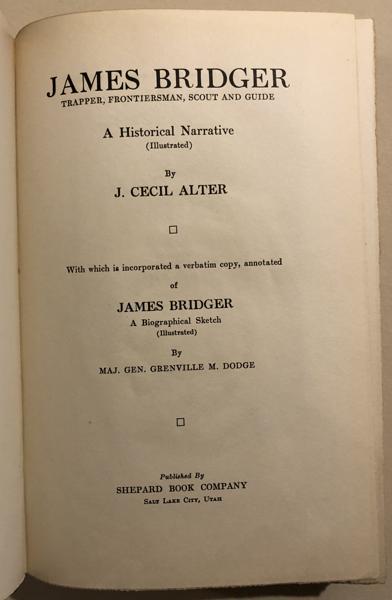 JAMES BRIDGER
TRAPPER, FRONTIERSMAN, SCOUT AND GUIDE
A Historical Narrative
(Illustrated)
By
J. CECIL ALTER
With which is incorporated a verbatim copy, annotated
of
JAMES BRIDGER
A Biographical Sketch
(Illustrated)
By
MAJ. GEN. GRENVILLE M. DODGE
Published By
SHEPARD BOOK COMPANY
SALT LAKE CITY, UTAH